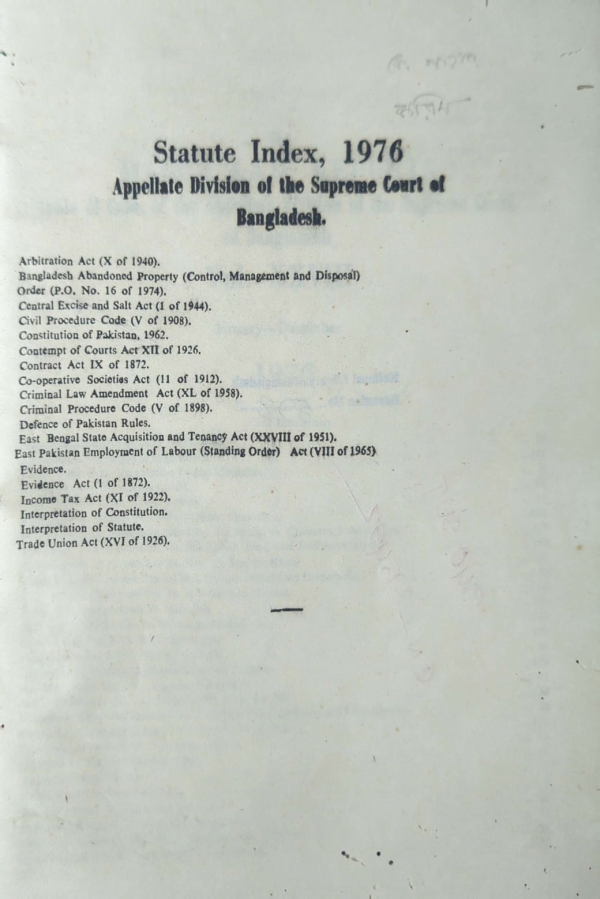 Statute Index, 1976
Appellate Division of the Supreme Court of
Bangladesh.
Arbitration Act (X of 1940).
Bangladesh Abandoned Property (Control, Management and Disposal)
Order (P.O. No. 16 of 1974).
Central Excise and Salt Act (1 of 1944).
Civil Procedure Code (V of 1908).
Constitution of Pakistan, 1962.
Contempt of Courts Act XII of 1926.
Contract Act IX of 1872.
Co-operative Societies Act (11 of 1912).
Criminal Law Amendment Act (XL of 1958).
Criminal Procedure Code (V of 1898).
Defence of Pakistan Rules.
East Bengal State Acquisition and Tenancy Act (XXVIII of 1951).
East Pakistan Employment of Labour (Standing Order) Act (VIII of 1965)
Evidence.
Evidence Act (1 of 1872).
Income Tax Act (XI of 1922).
Interpretation of Constitution.
Interpretation of Statute.
Trade Union Act (XVI of 1926).